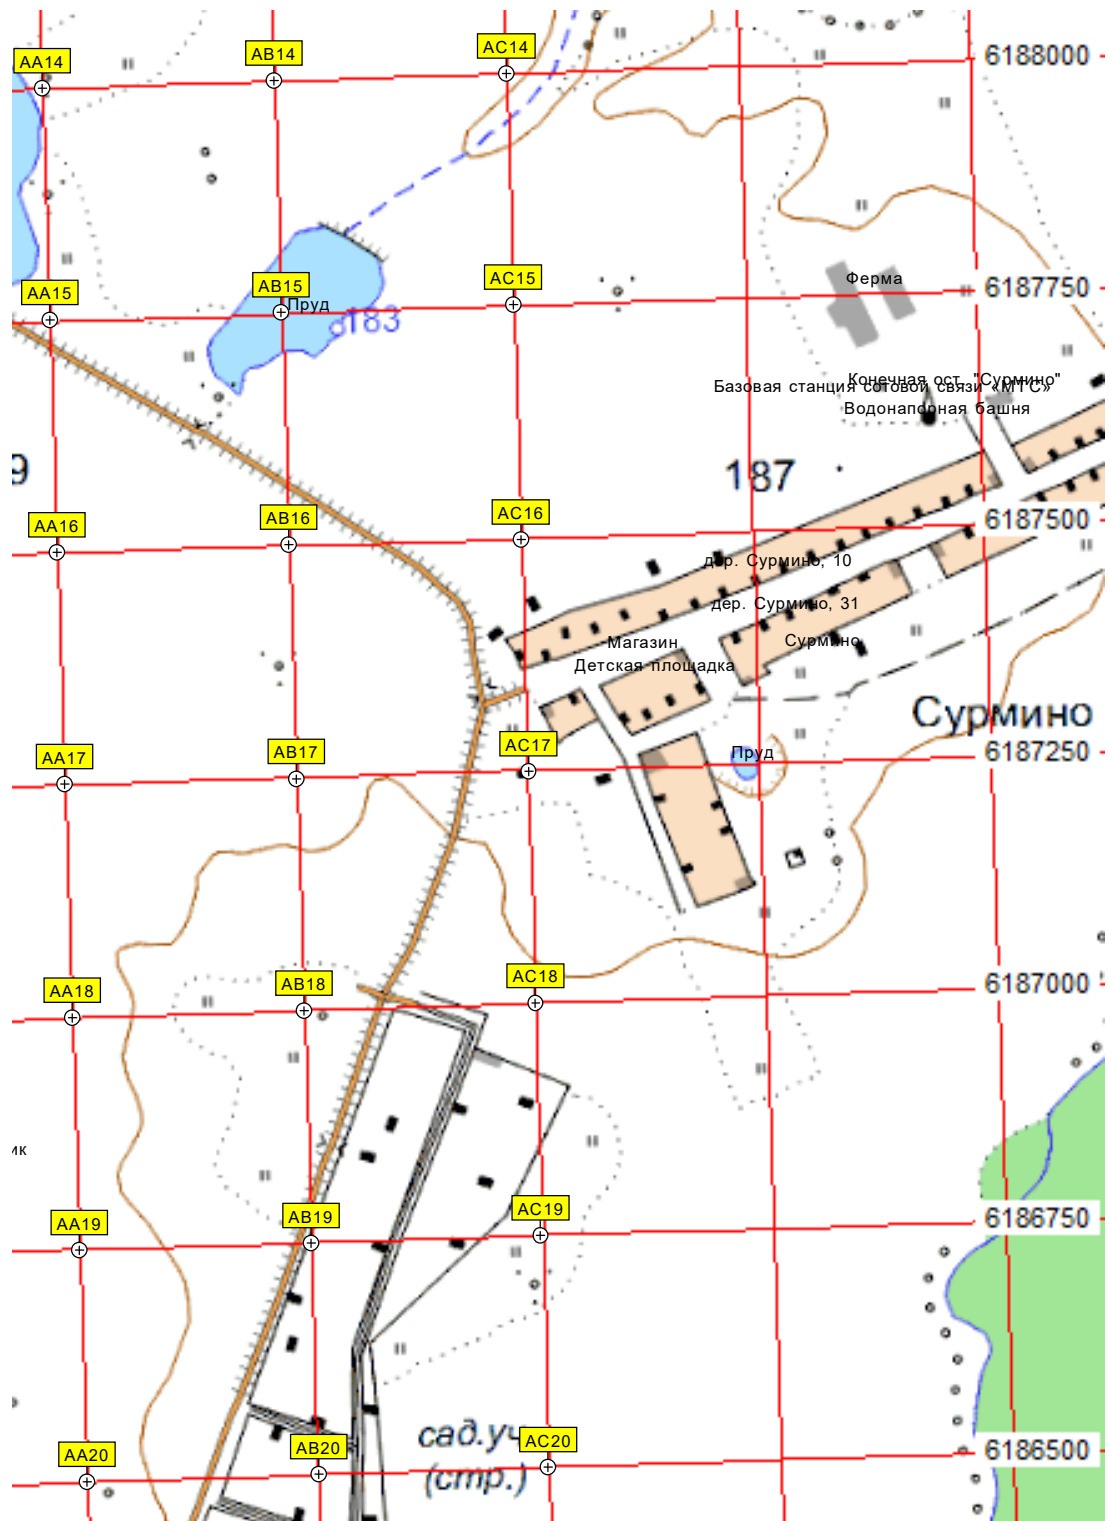 AA14
AB14
AC14
6188000
AA15
AB15
AC15
6187750
Ферма
Пруд
183
Конечная ост. "Сурмино"
Базовая станция сотовой связи «МТС»
Водонапорная башня
9
187
AA16
AB16
AC16
6187500
дер. Сурмино, 10
дер. Сурмино, 31
Магазин
Сурмино
Детская площадка
Сурмино
AA17
AB17
AC17
Пруд
6187250
AA18
AB18
AC18
6187000
ик
AA19
AB19
AC19
6186750
сад.уч
AA20
AB20
AC20
6186500
(стр.)